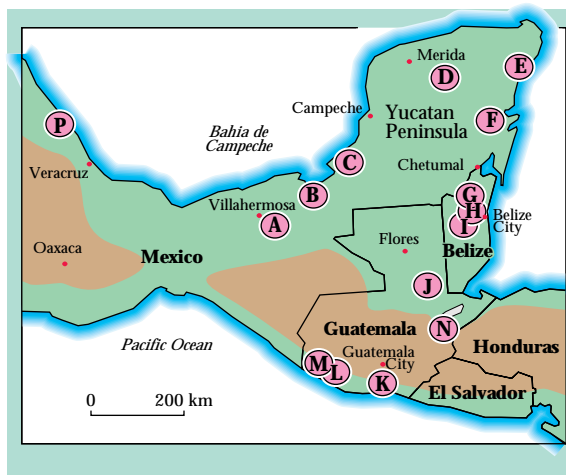 Merida
D
E
P
Campeche
Yucatan
Peninsula
F
Bahia de
Campeche
Veracruz
C
Chetumal
B
G
Villahermosa
H
A
I
Belize
City
Oaxaca
Mexico
Flores
Belize
J
Guatemala
N
Pacific Ocean
Honduras
M
L
Guatemala
City
K
El Salvador
0
200 km